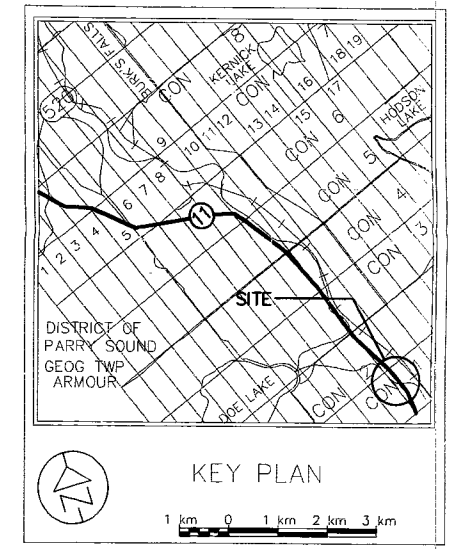 BURK'S FALLS
520
CON 8
KERNICK LAKE
CON 7
18 19
16 17
13 14 15
10 11 12
9
6 7 8
CON 6
HODSON LAKE
CON 5
CON 4
CON 3
11
1 2 3 4 5
SITE
DISTRICT OF
PARRY SOUND
GEOG TWP
ARMOUR
DOE LAKE
CON
CON
N
KEY PLAN
1 km 0 1 km 2 km 3 km